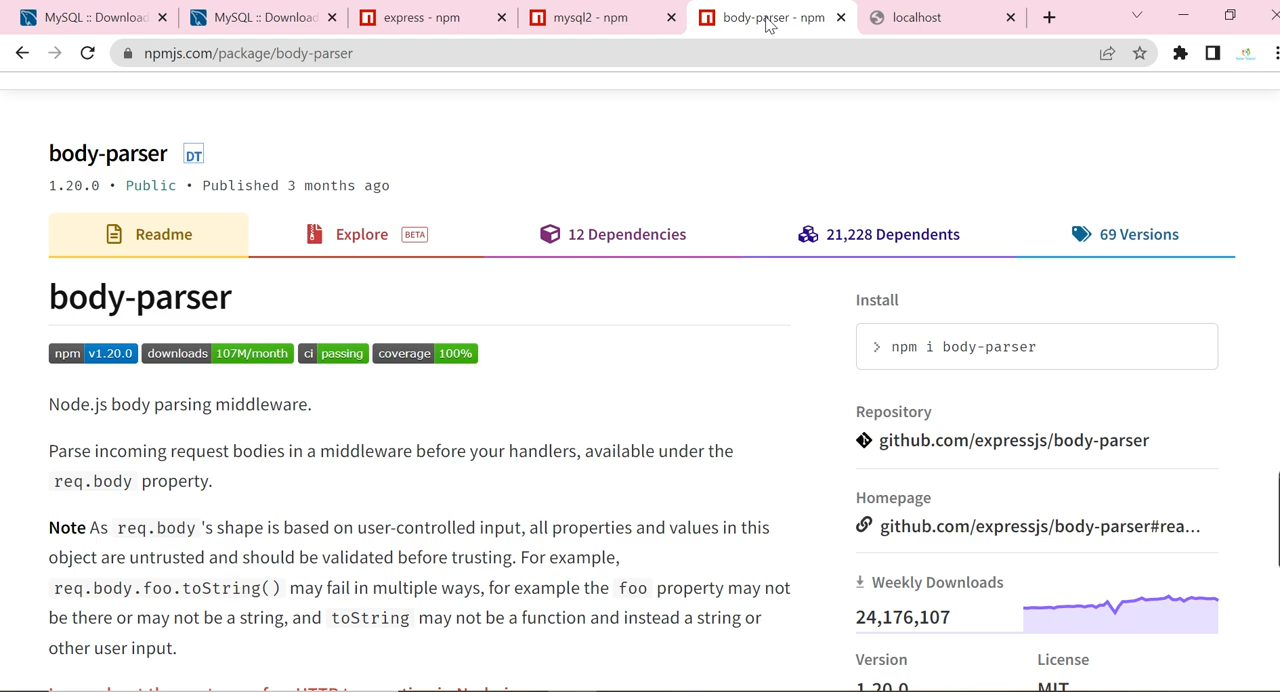 MySQL :: Download
MySQL :: Download
express - npm
mysql2 - npm
body-parser - npm
localhost
npmjs.com/package/body-parser
body-parser DT
1.20.0 • Public • Published 3 months ago
Readme
Explore BETA
12 Dependencies
21,228 Dependents
69 Versions
body-parser
npm v1.20.0 downloads 107M/month ci passing coverage 100%
Node.js body parsing middleware.
Parse incoming request bodies in a middleware before your handlers, available under the
req.body property.
Note As req.body 's shape is based on user-controlled input, all properties and values in this
object are untrusted and should be validated before trusting. For example,
req.body.foo.toString() may fail in multiple ways, for example the foo property may not
be there or may not be a string, and toString may not be a function and instead a string or
other user input.
Install
> npm i body-parser
Repository
github.com/expressjs/body-parser
Homepage
github.com/expressjs/body-parser#rea...
Weekly Downloads
24,176,107
Version
1.20.0
License
MIT